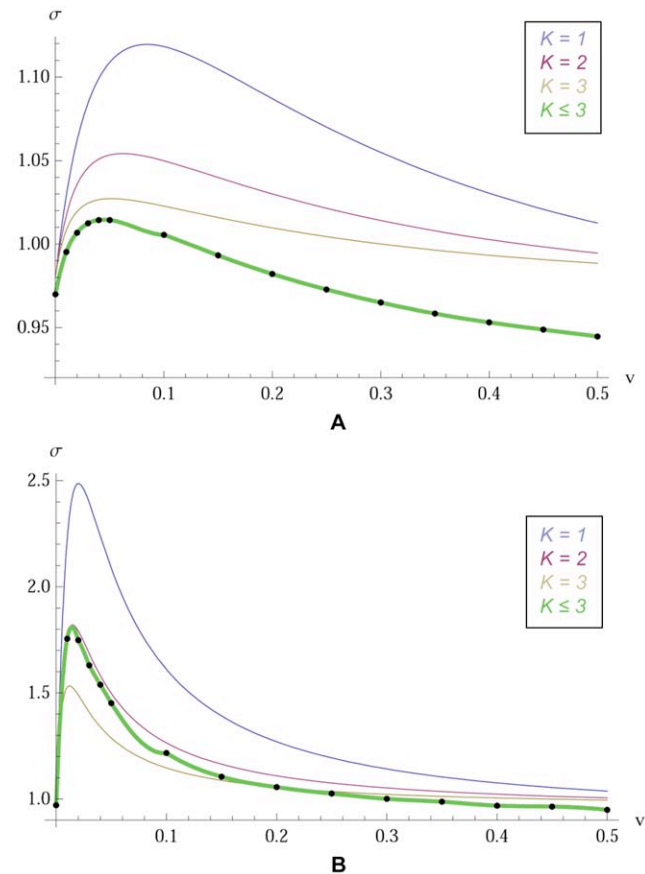 σ
1.10
1.05
1.00
0.95
0.1 0.2 0.3 0.4 0.5 v
K = 1
K = 2
K = 3
K ≤ 3
A
σ
2.5
2.0
1.5
1.0
0.1 0.2 0.3 0.4 0.5 v
K = 1
K = 2
K = 3
K ≤ 3
B